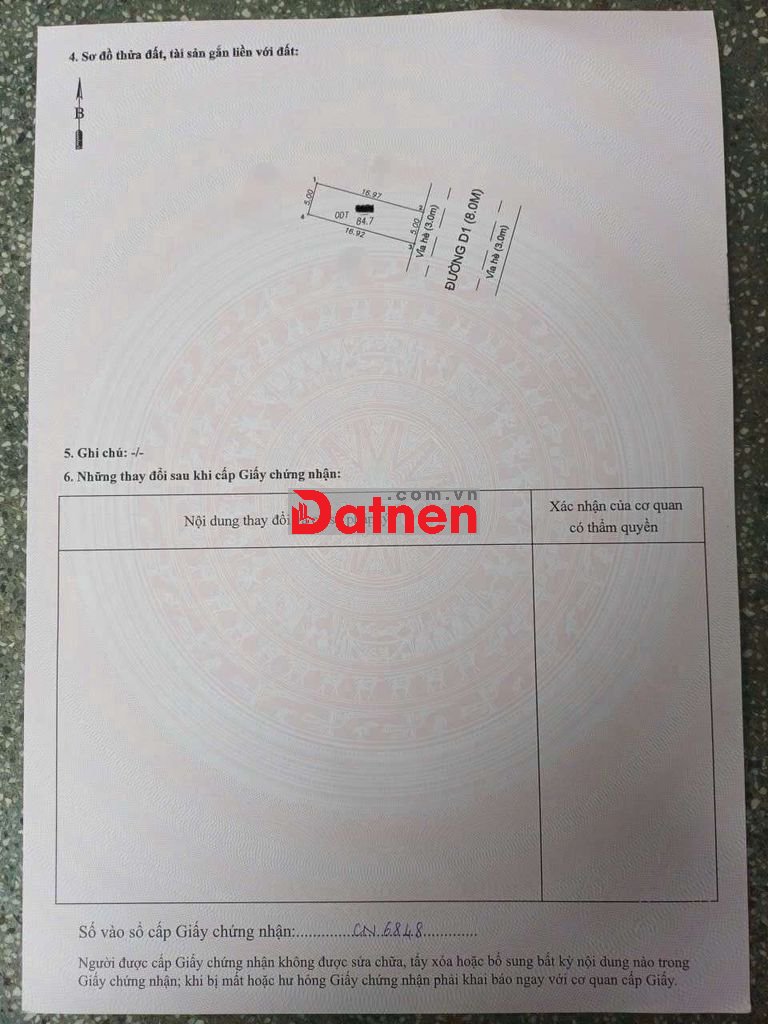 4. Sơ đồ thửa đất, tài sản gắn liền với đất:
B
1
16.97
2
5.00
ODT
84.7
5.00
4
16.92
3
Vỉa hè (3.0m)
ĐƯỜNG D1 (8.0M)
Vỉa hè (3.0m)
5. Ghi chú: -/-
6. Những thay đổi sau khi cấp Giấy chứng nhận:
Nội dung thay đổi
Xác nhận của cơ quan
có thẩm quyền
Datnen
.com.vn
Số vào sổ cấp Giấy chứng nhận:.............CN 6848.............
Người được cấp Giấy chứng nhận không được sửa chữa, tẩy xóa hoặc bổ sung bất kỳ nội dung nào trong
Giấy chứng nhận; khi bị mất hoặc hư hỏng Giấy chứng nhận phải khai báo ngay với cơ quan cấp Giấy.